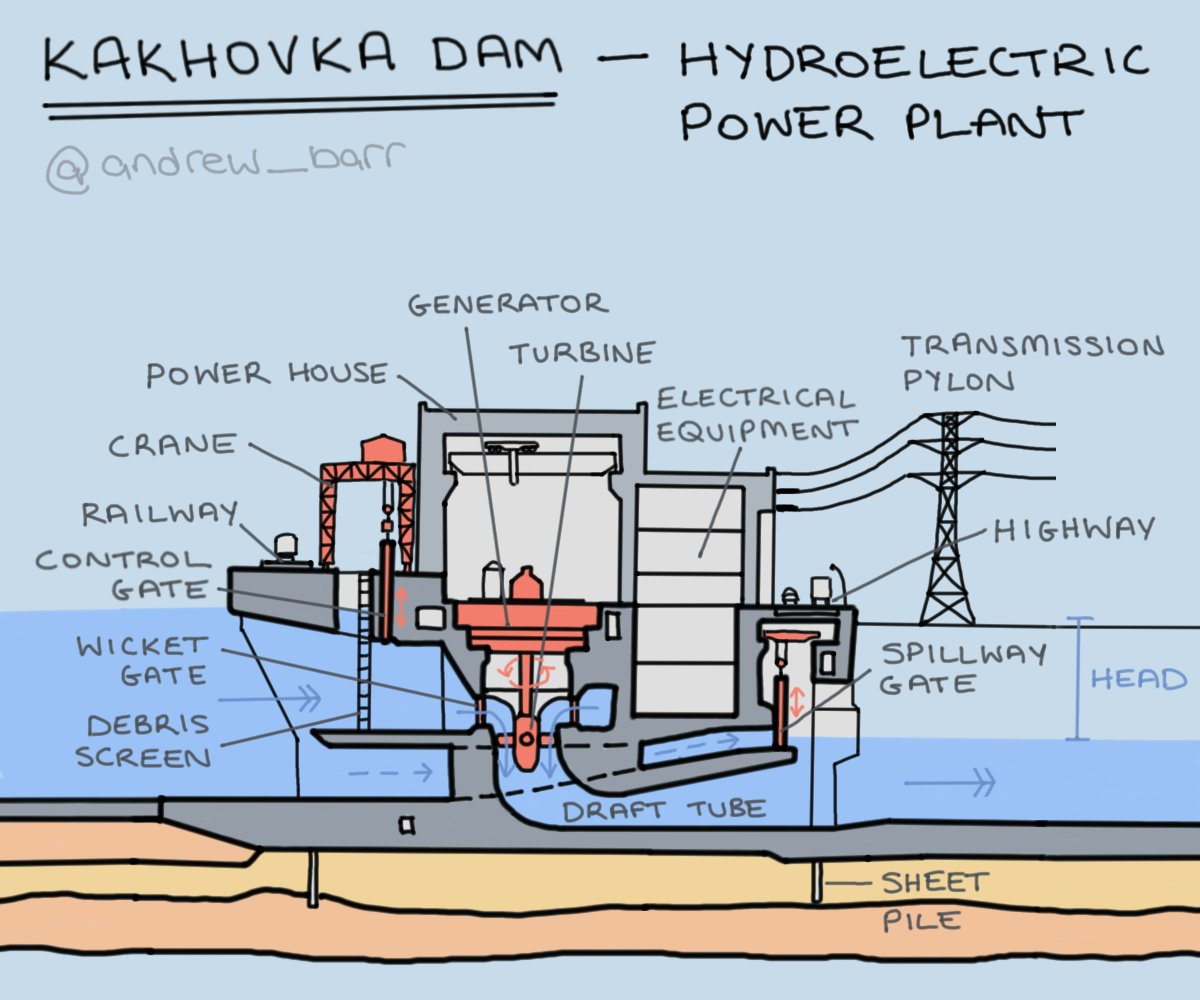 KAKHOVKA DAM — HYDROELECTRIC
POWER PLANT
@andrew_barr
GENERATOR
TURBINE
POWER HOUSE
TRANSMISSION
PYLON
ELECTRICAL
EQUIPMENT
CRANE
RAILWAY
HIGHWAY
CONTROL
GATE
WICKET
GATE
SPILLWAY
GATE
HEAD
DEBRIS
SCREEN
DRAFT TUBE
SHEET
PILE